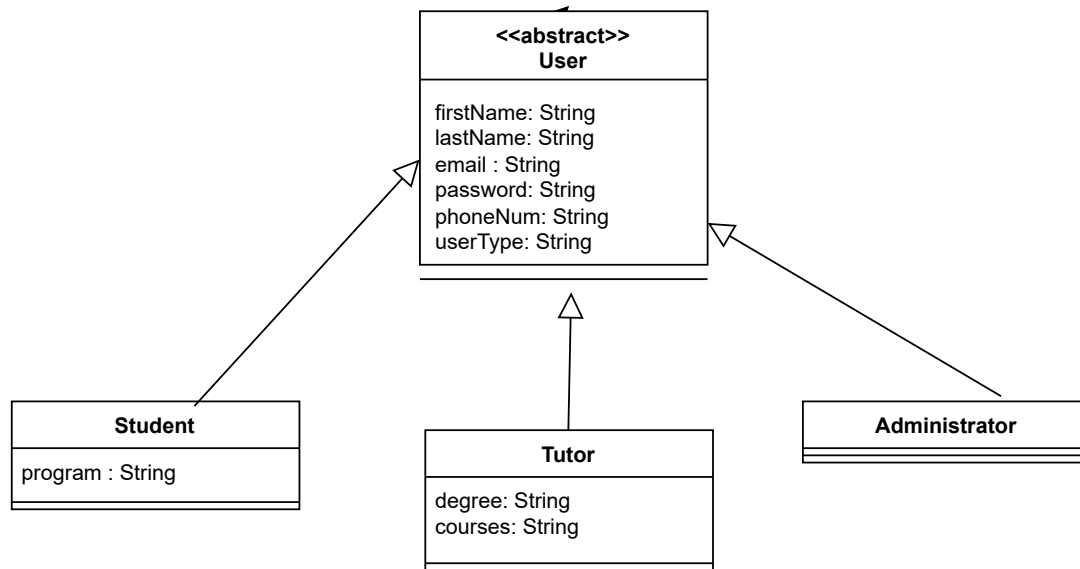 <<abstract>>
User
firstName: String
lastName: String
email : String
password: String
phoneNum: String
userType: String
Student
program : String
Tutor
degree: String
courses: String
Administrator